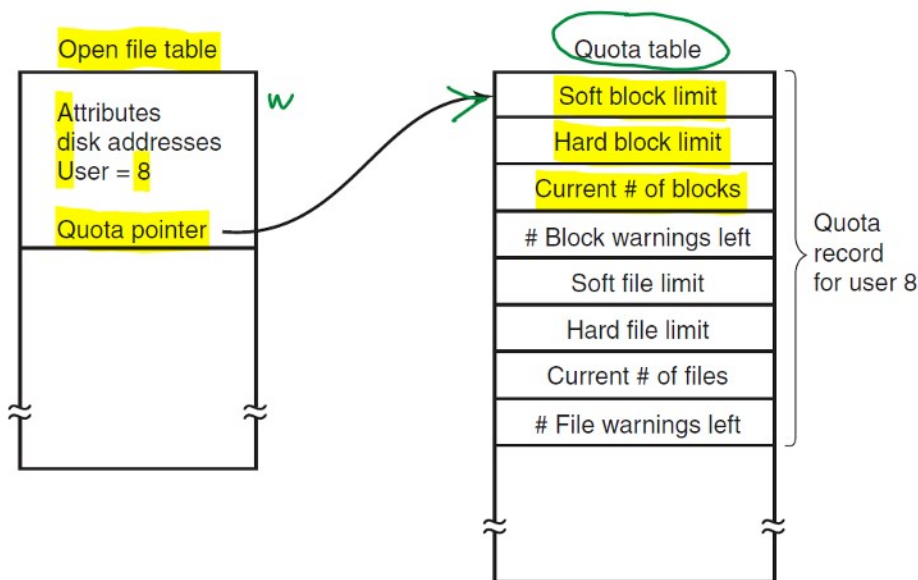 Open file table
Attributes
disk addresses
User = 8
Quota pointer
w
Quota table
Soft block limit
Hard block limit
Current # of blocks
# Block warnings left
Soft file limit
Hard file limit
Current # of files
# File warnings left
Quota
record
for user 8